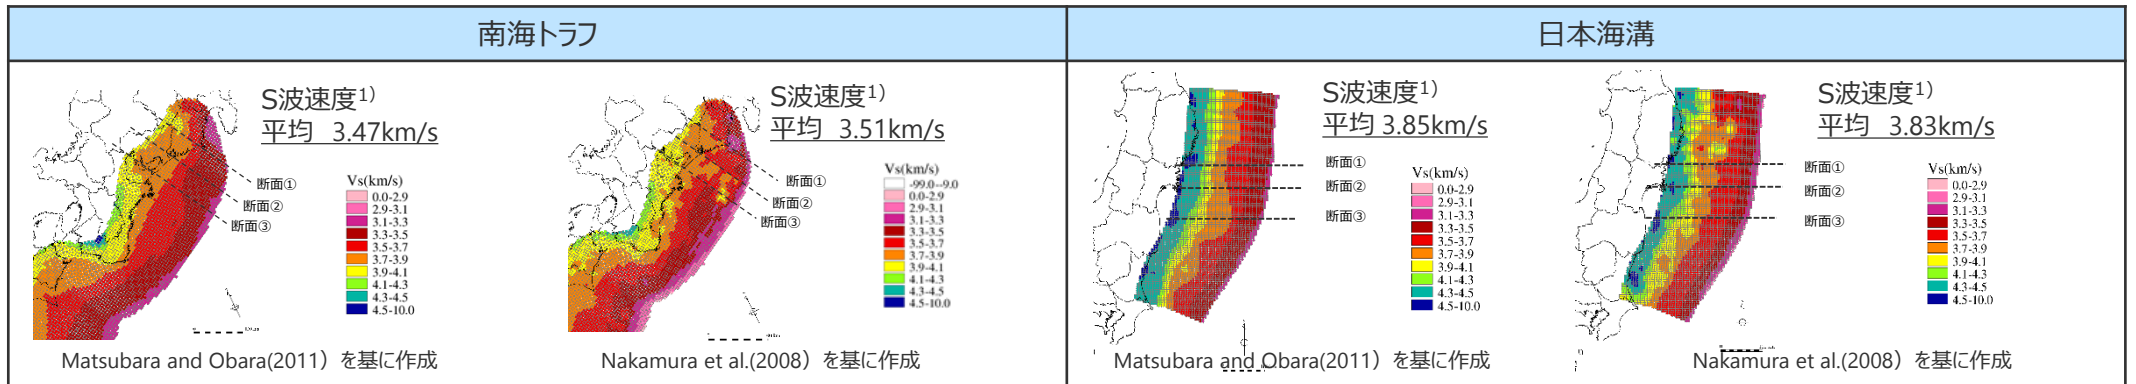 南海トラフ
日本海溝
S波速度1)
平均 3.47km/s
断面①
断面②
断面③
Vs(km/s)
0.0-2.9
2.9-3.1
3.1-3.3
3.3-3.5
3.5-3.7
3.7-3.9
3.9-4.1
4.1-4.3
4.3-4.5
4.5-10.0
Matsubara and Obara(2011）を基に作成
S波速度1)
平均 3.51km/s
断面①
断面②
断面③
Vs(km/s)
-99.0--9.0
0.0-2.9
2.9-3.1
3.1-3.3
3.3-3.5
3.5-3.7
3.7-3.9
3.9-4.1
4.1-4.3
4.3-4.5
4.5-10.0
Nakamura et al.(2008）を基に作成
S波速度1)
平均 3.85km/s
断面①
断面②
断面③
Vs(km/s)
0.0-2.9
2.9-3.1
3.1-3.3
3.3-3.5
3.5-3.7
3.7-3.9
3.9-4.1
4.1-4.3
4.3-4.5
4.5-10.0
Matsubara and Obara(2011）を基に作成
S波速度1)
平均 3.83km/s
断面①
断面②
断面③
Vs(km/s)
0.0-2.9
2.9-3.1
3.1-3.3
3.3-3.5
3.5-3.7
3.7-3.9
3.9-4.1
4.1-4.3
4.3-4.5
4.5-10.0
Nakamura et al.(2008）を基に作成